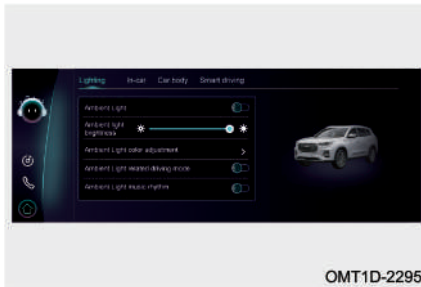 Lighting In-car Car body Smart driving
Ambient Light
Ambient light
brightness
Ambient Light color adjustment
Ambient Light related driving mode
Ambient Light music rhythm
OMT1D-2295